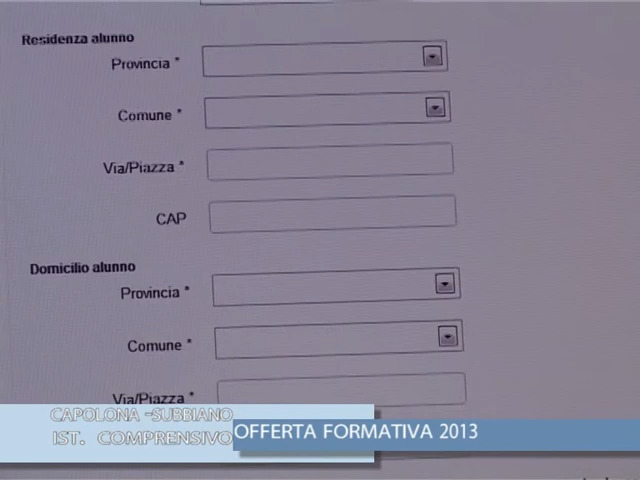 Residenza alunno
Provincia *
Comune *
Via/Piazza *
CAP
Domicilio alunno
Provincia *
Comune *
Via/Piazza *
CAPOLONA -SUBBIANO
IST. COMPRENSIVO
OFFERTA FORMATIVA 2013